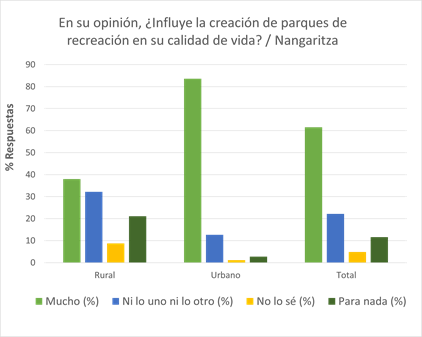 En su opinión, ¿Influye la creación de parques de
recreación en su calidad de vida? / Nangaritza
% Respuestas
90
80
70
60
50
40
30
20
10
0
Rural Urbano Total
Mucho (%) Ni lo uno ni lo otro (%) No lo sé (%) Para nada (%)